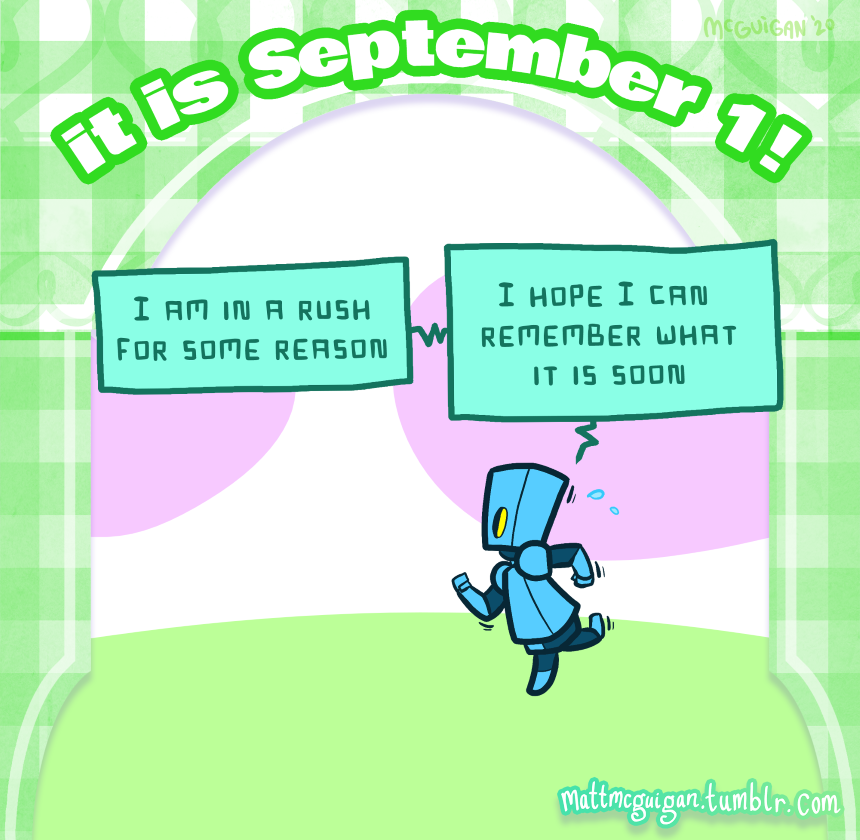 McGUiGAN '20
it is September 1!
I AM IN A RUSH
FOR SOME REASON
I HOPE I CAN
REMEMBER WHAT
IT IS SOON
mattmcguigan.tumblr.com